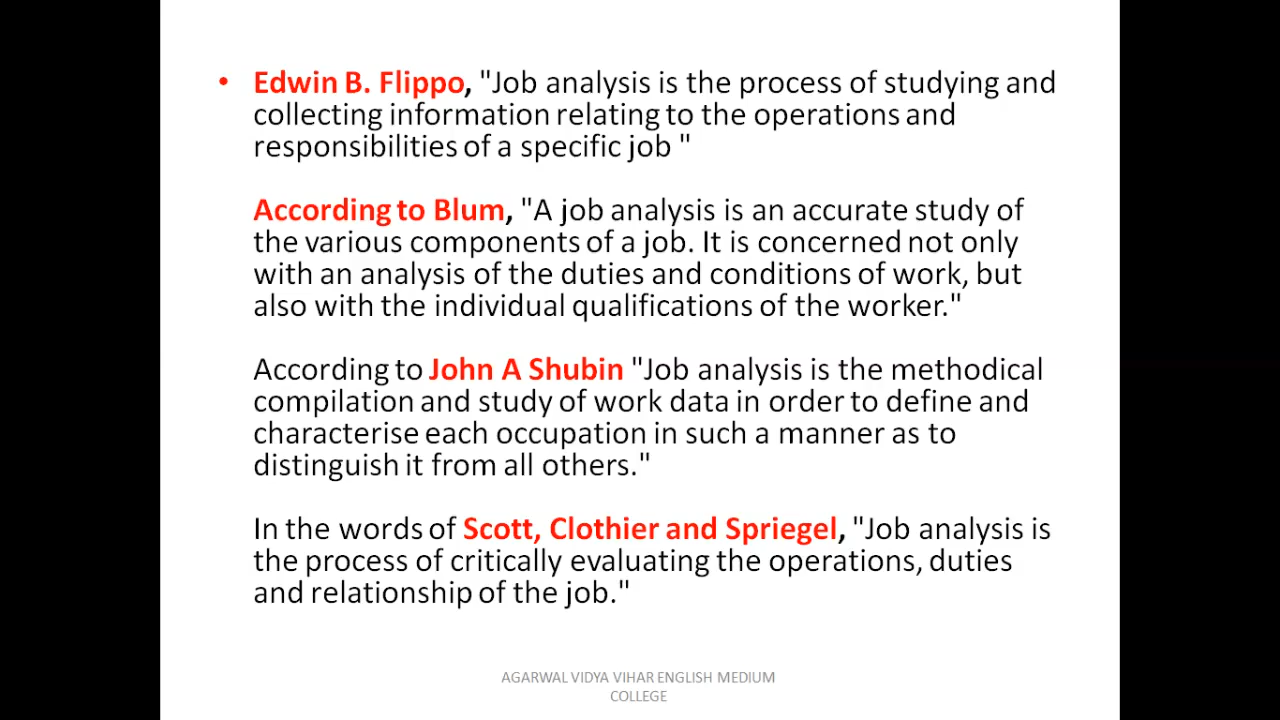 • Edwin B. Flippo, "Job analysis is the process of studying and
collecting information relating to the operations and
responsibilities of a specific job "
According to Blum, "A job analysis is an accurate study of
the various components of a job. It is concerned not only
with an analysis of the duties and conditions of work, but
also with the individual qualifications of the worker."
According to John A Shubin "Job analysis is the methodical
compilation and study of work data in order to define and
characterise each occupation in such a manner as to
distinguish it from all others."
In the words of Scott, Clothier and Spriegel, "Job analysis is
the process of critically evaluating the operations, duties
and relationship of the job."
AGARWAL VIDYA VIHAR ENGLISH MEDIUM
COLLEGE